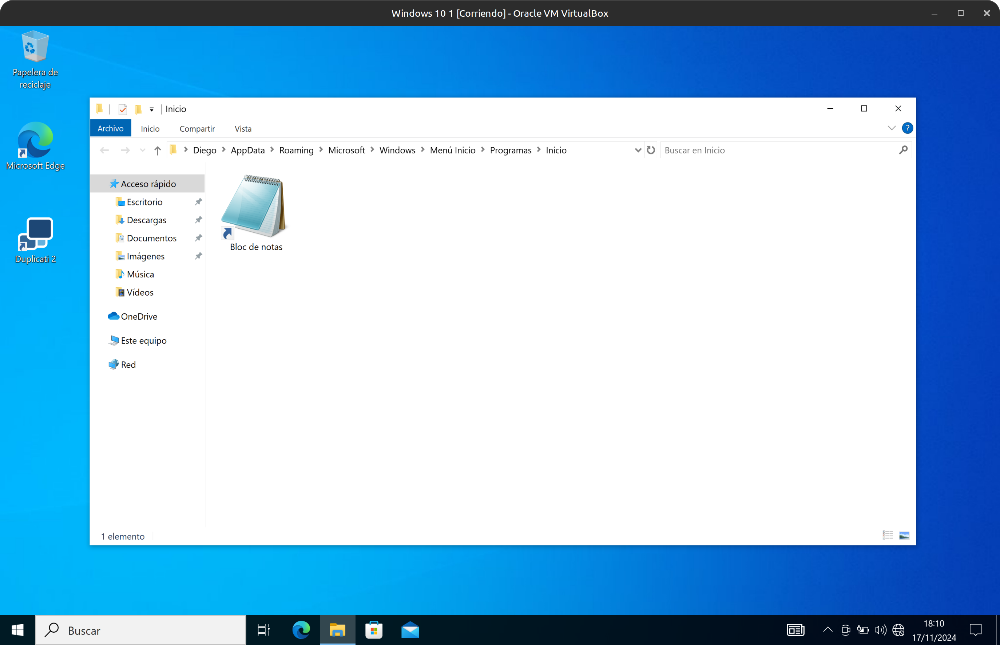 Windows 10 1 [Corriendo] - Oracle VM VirtualBox
Papelera de
reciclaje
Microsoft Edge
Duplicati 2
Inicio
Archivo
Inicio
Compartir
Vista
?
Diego
AppData
Roaming
Microsoft
Windows
Menú Inicio
Programas
Inicio
Buscar en Inicio
Acceso rápido
Escritorio
Descargas
Documentos
Imágenes
Música
Vídeos
OneDrive
Este equipo
Red
Bloc de notas
1 elemento
Buscar
18:10
17/11/2024